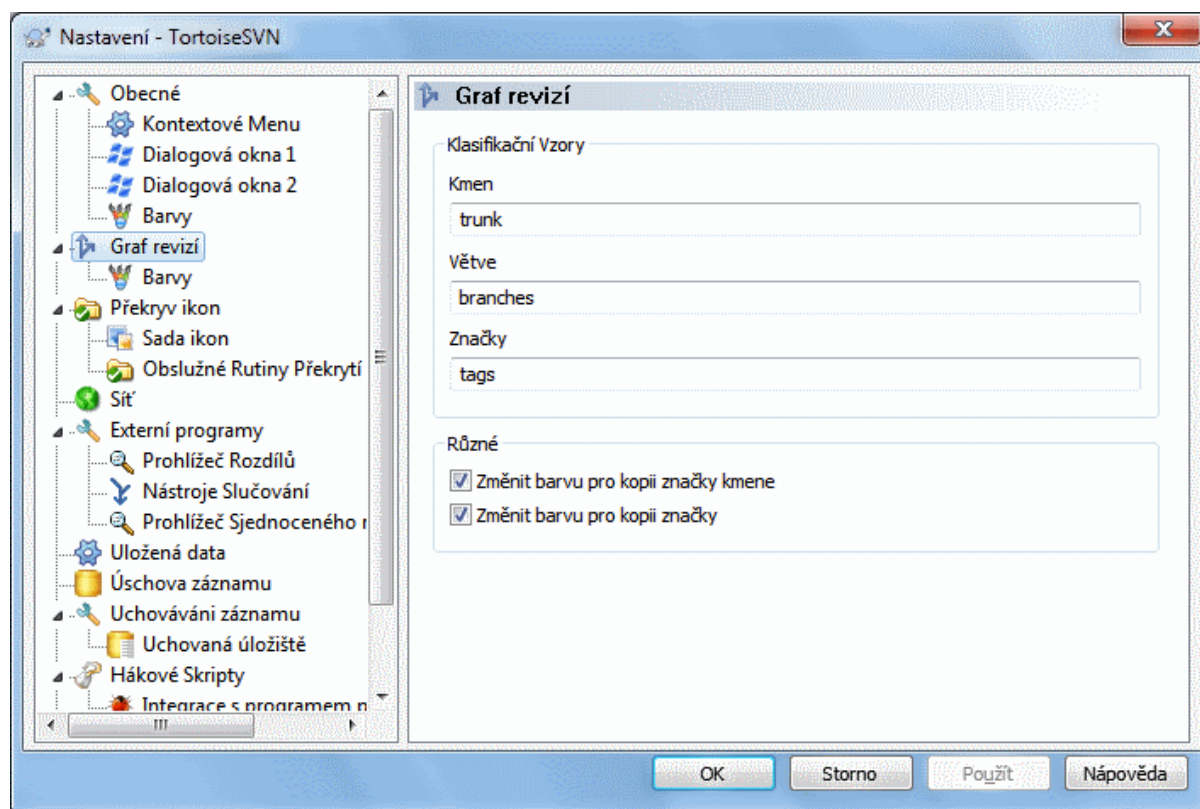 Nastavení - TortoiseSVN
Obecné
Kontextové Menu
Dialogová okna 1
Dialogová okna 2
Barvy
Graf revizí
Barvy
Překryv ikon
Sada ikon
Obslužné Rutiny Překrytí
Síť
Externí programy
Prohlížeč Rozdílů
Nástroje Slučování
Prohlížeč Sjednoceného
Uložená data
Úschova záznamu
Uchováváni záznamu
Uchovaná úložiště
Hákové Skripty
Integrace s programem
Graf revizí
Klasifikační Vzory
Kmen
trunk
Větve
branches
Značky
tags
Různé
Změnit barvu pro kopii značky kmene
Změnit barvu pro kopii značky
OK
Storno
Použít
Nápověda